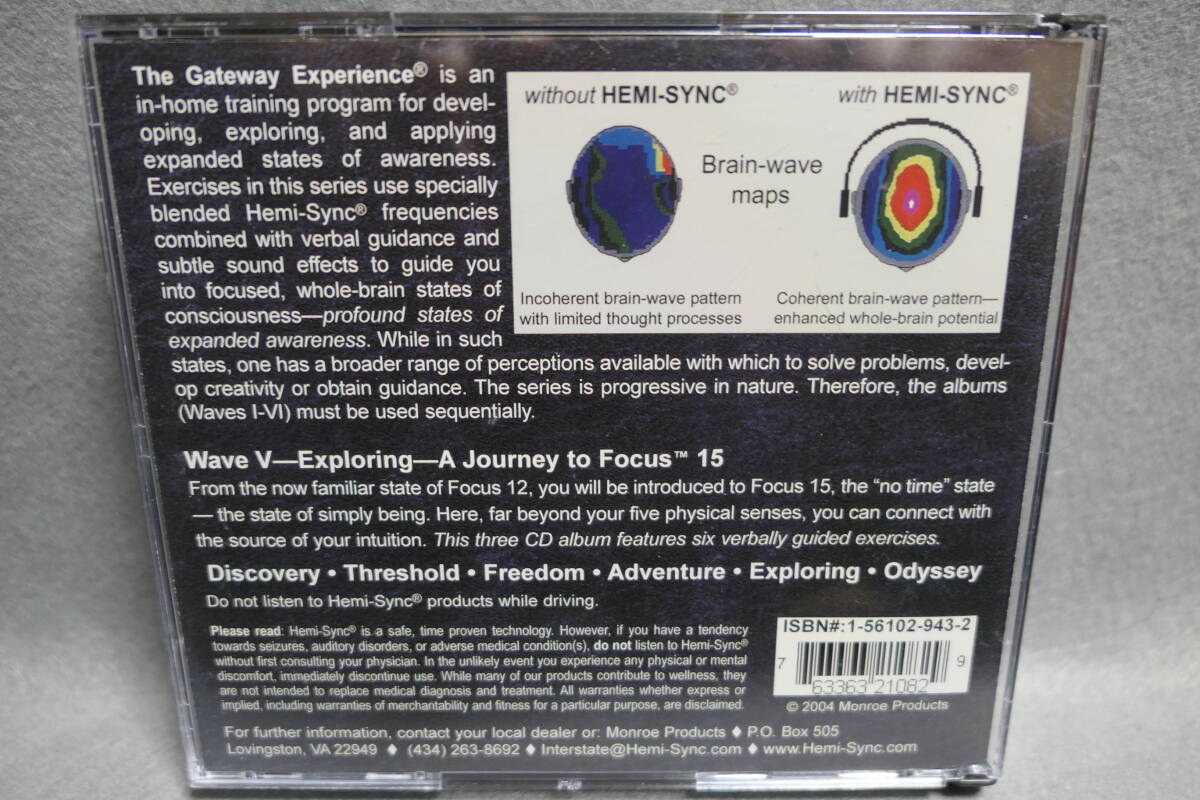 The Gateway Experience® is an
in-home training program for devel-
oping, exploring, and applying
expanded states of awareness.
Exercises in this series use specially
blended Hemi-Sync® frequencies
combined with verbal guidance and
subtle sound effects to guide you
into focused, whole-brain states of
consciousness—profound states of
expanded awareness. While in such
states, one has a broader range of perceptions available with which to solve problems, devel-
op creativity or obtain guidance. The series is progressive in nature. Therefore, the albums
(Waves I-VI) must be used sequentially.
without HEMI-SYNC®
with HEMI-SYNC®
Brain-wave
maps
Incoherent brain-wave pattern
with limited thought processes
Coherent brain-wave pattern—
enhanced whole-brain potential
Wave V—Exploring—A Journey to Focus™ 15
From the now familiar state of Focus 12, you will be introduced to Focus 15, the “no time” state
— the state of simply being. Here, far beyond your five physical senses, you can connect with
the source of your intuition. This three CD album features six verbally guided exercises.
Discovery • Threshold • Freedom • Adventure • Exploring • Odyssey
Do not listen to Hemi-Sync® products while driving.
Please read: Hemi-Sync® is a safe, time proven technology. However, if you have a tendency
towards seizures, auditory disorders, or adverse medical condition(s), do not listen to Hemi-Sync®
without first consulting your physician. In the unlikely event you experience any physical or mental
discomfort, immediately discontinue use. While many of our products contribute to wellness, they
are not intended to replace medical diagnosis and treatment. All warranties whether express or
implied, including warranties of merchantability and fitness for a particular purpose, are disclaimed.
ISBN#:1-56102-943-2
7 63363 21082 9
© 2004 Monroe Products
For further information, contact your local dealer or: Monroe Products ♦ P.O. Box 505
Lovingston, VA 22949 ♦ (434) 263-8692 ♦ Interstate@Hemi-Sync.com ♦ www.Hemi-Sync.com